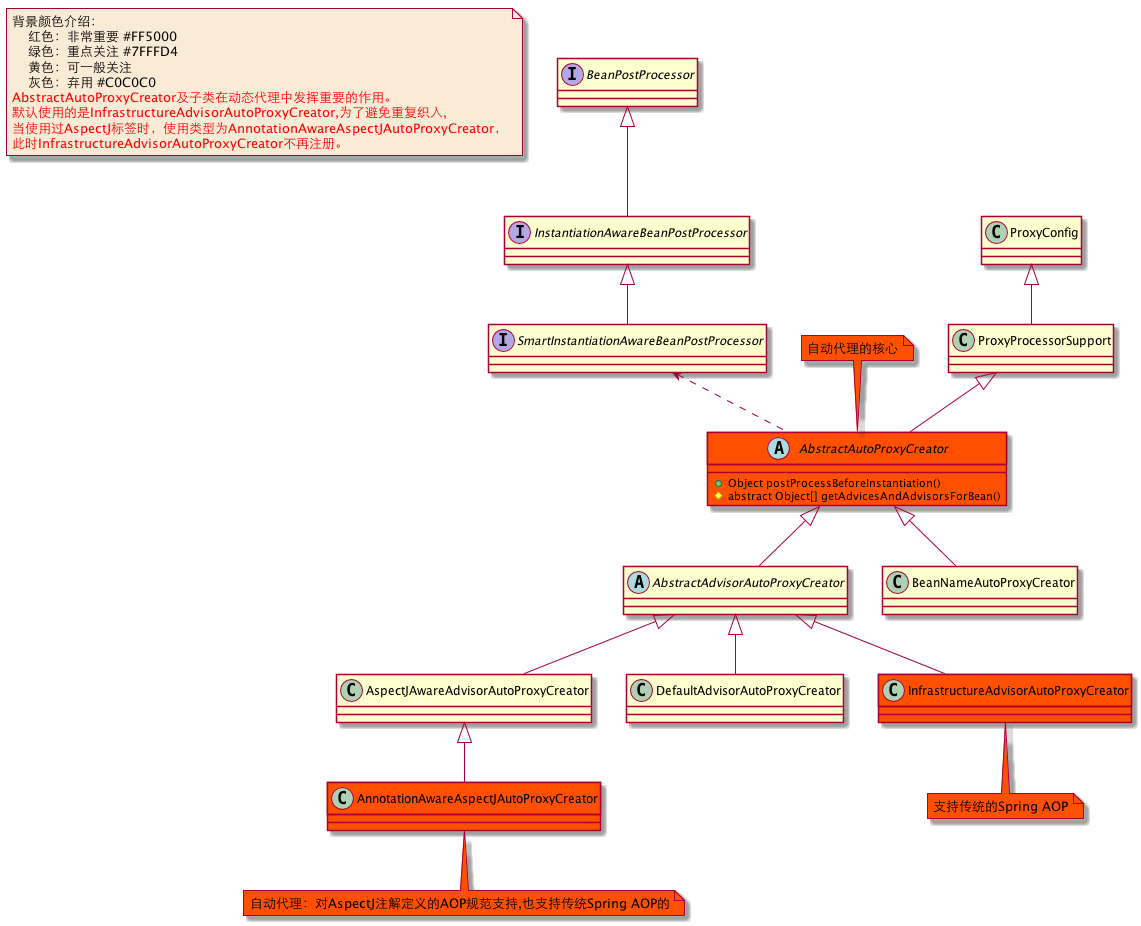 背景颜色介绍：
红色：非常重要 #FF5000
绿色：重点关注 #7FFFD4
黄色：可一般关注
灰色：弃用 #C0C0C0
AbstractAutoProxyCreator及子类在动态代理中发挥重要的作用。
默认使用的是InfrastructureAdvisorAutoProxyCreator,为了避免重复织入,
当使用过AspectJ标签时，使用类型为AnnotationAwareAspectJAutoProxyCreator，
此时InfrastructureAdvisorAutoProxyCreator不再注册。
I BeanPostProcessor
I InstantiationAwareBeanPostProcessor
C ProxyConfig
I SmartInstantiationAwareBeanPostProcessor
自动代理的核心
C ProxyProcessorSupport
A AbstractAutoProxyCreator
Object postProcessBeforeInstantiation()
abstract Object[] getAdvicesAndAdvisorsForBean()
A AbstractAdvisorAutoProxyCreator
C BeanNameAutoProxyCreator
C AspectJAwareAdvisorAutoProxyCreator
C DefaultAdvisorAutoProxyCreator
C InfrastructureAdvisorAutoProxyCreator
C AnnotationAwareAspectJAutoProxyCreator
支持传统的Spring AOP
自动代理：对AspectJ注解定义的AOP规范支持,也支持传统Spring AOP的